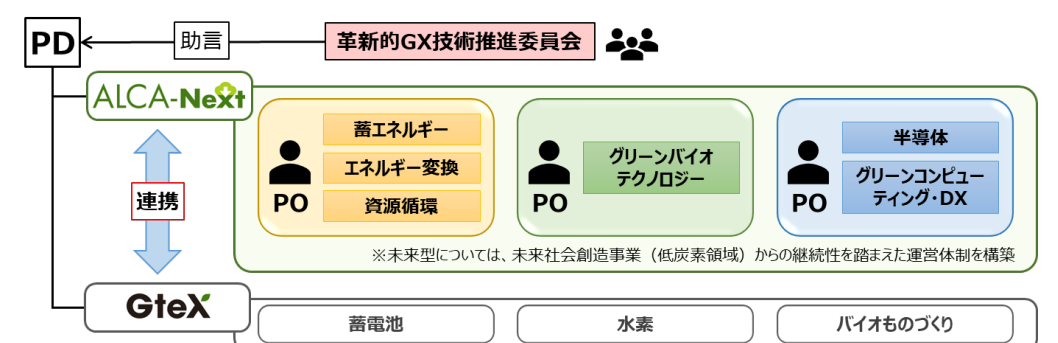 PD
助言
革新的GX技術推進委員会
ALCA-Next
連携
PO
蓄エネルギー
エネルギー変換
資源循環
PO
グリーンバイオ
テクノロジー
PO
半導体
グリーンコンピュー
ティング・DX
※未来型については、未来社会創造事業（低炭素領域）からの継続性を踏まえた運営体制を構築
GteX
蓄電池
水素
バイオものづくり